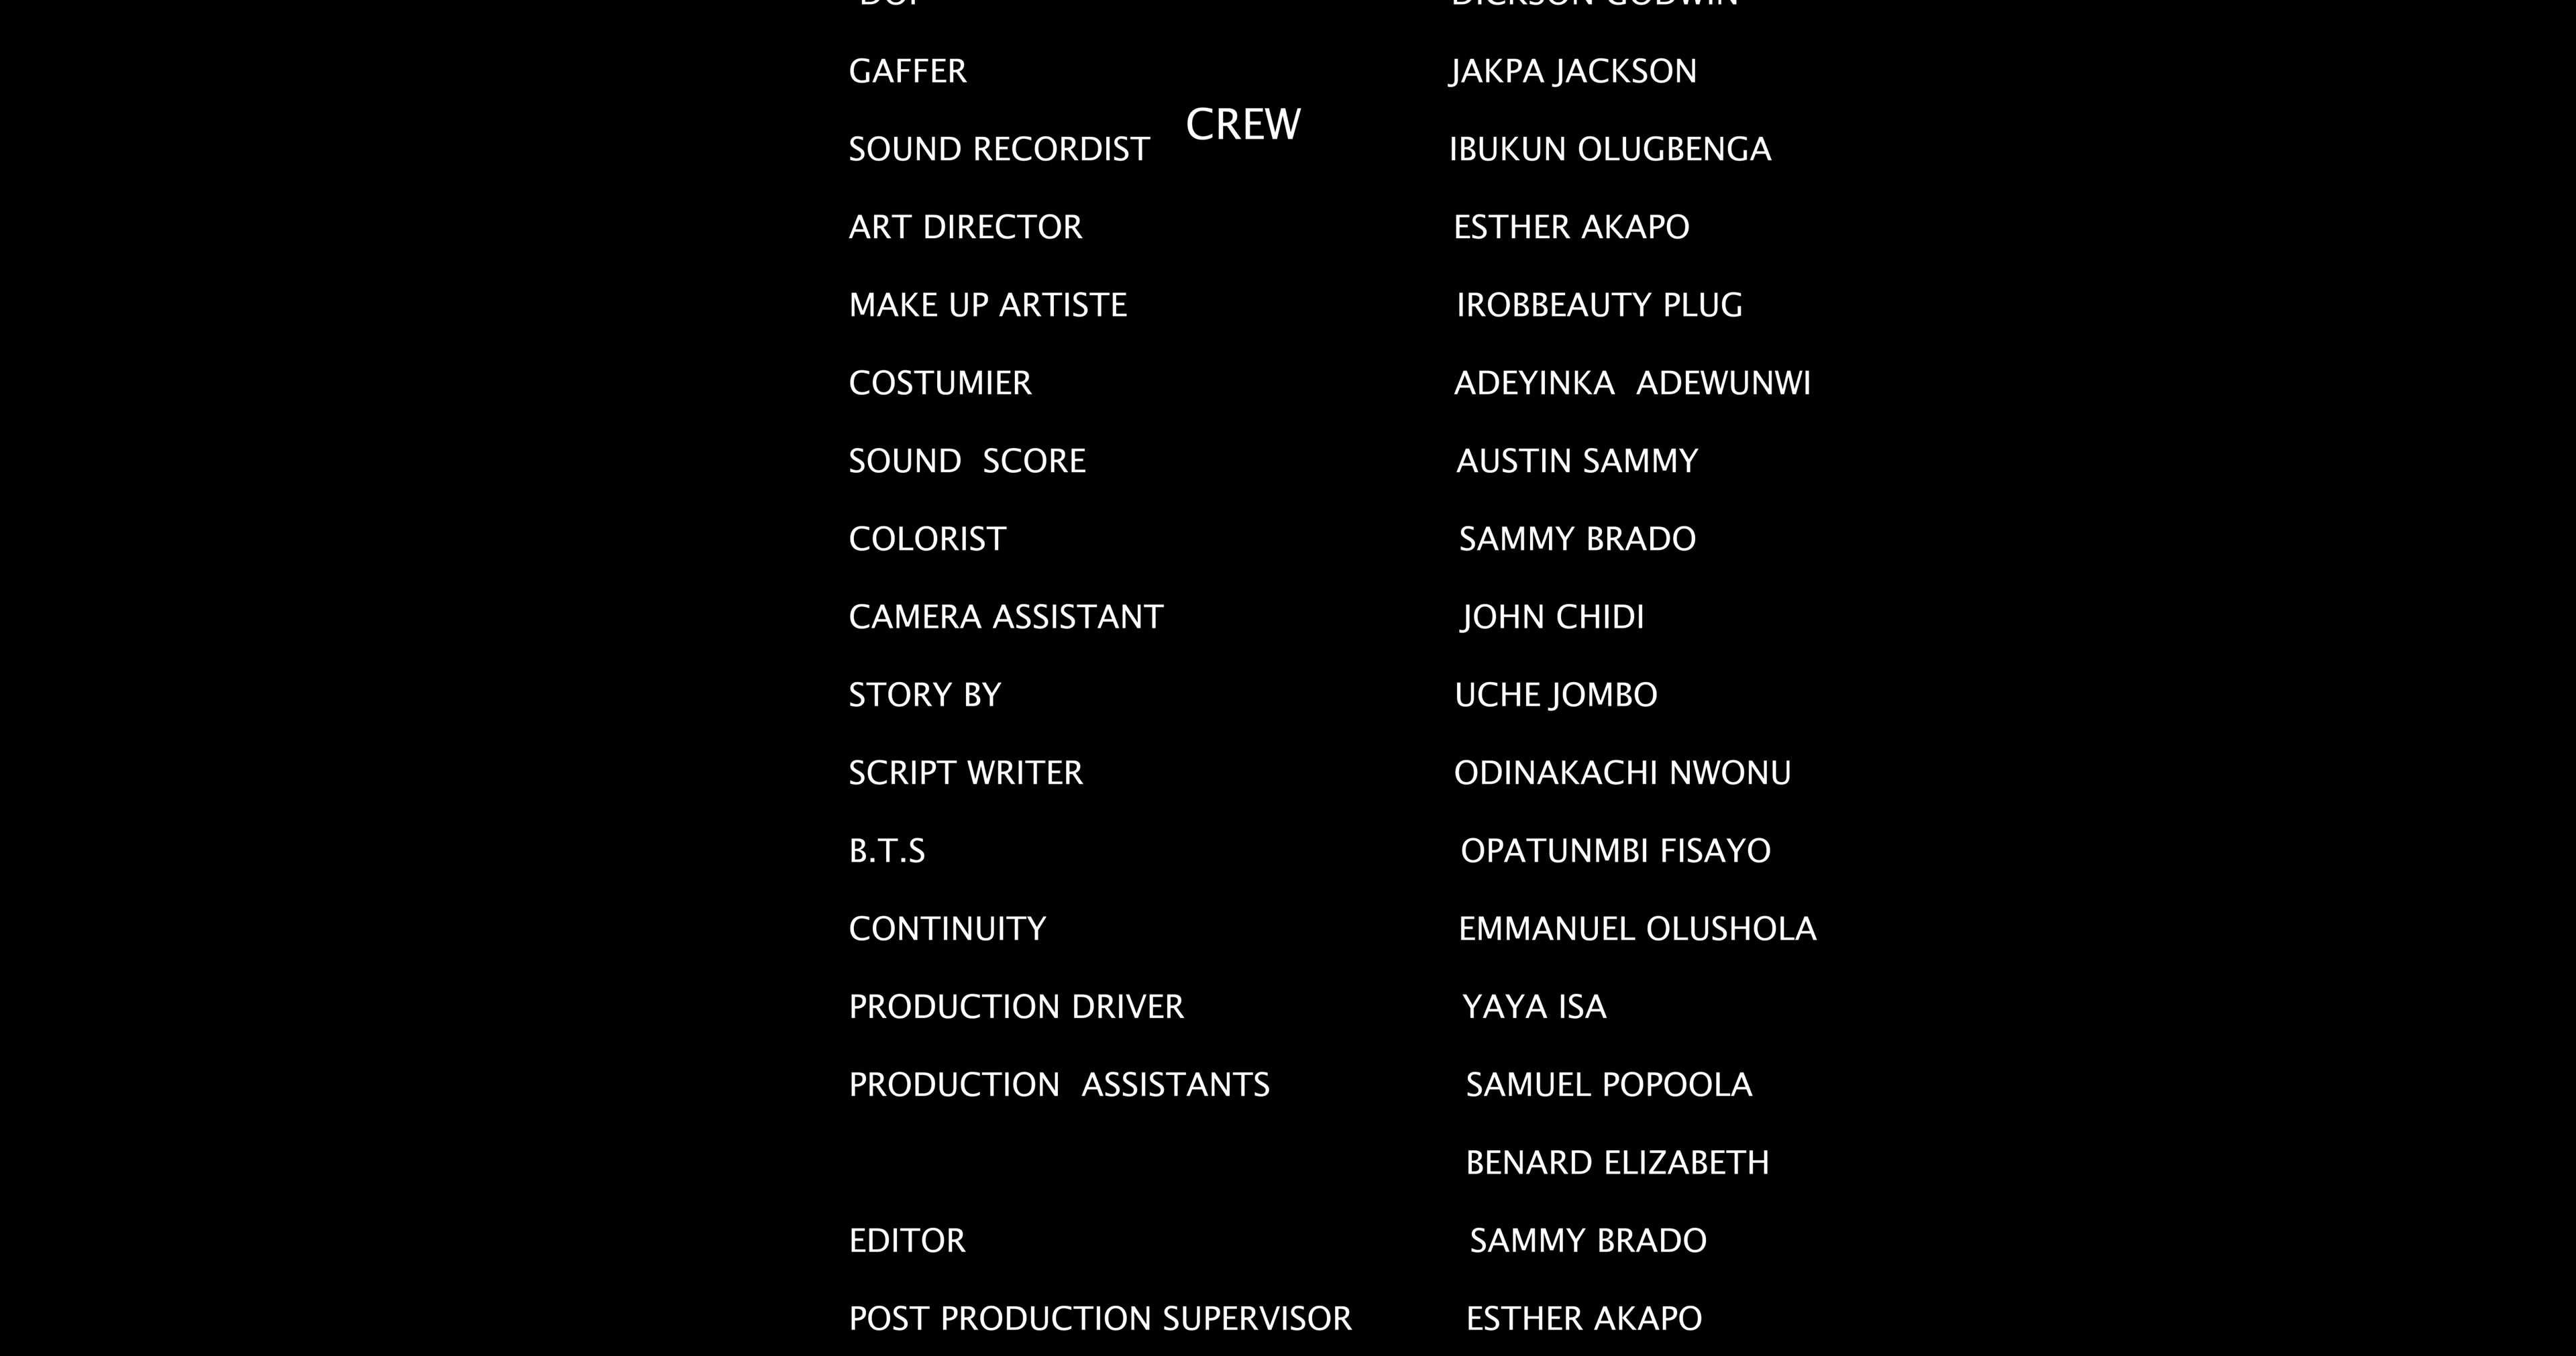 DOP DICKSON GODWIN
GAFFER JAKPA JACKSON
CREW
SOUND RECORDIST IBUKUN OLUGBENGA
ART DIRECTOR ESTHER AKAPO
MAKE UP ARTISTE IROBBEAUTY PLUG
COSTUMIER ADEYINKA ADEWUNWI
SOUND SCORE AUSTIN SAMMY
COLORIST SAMMY BRADO
CAMERA ASSISTANT JOHN CHIDI
STORY BY UCHE JOMBO
SCRIPT WRITER ODINAKACHI NWONU
B.T.S OPATUNMBI FISAYO
CONTINUITY EMMANUEL OLUSHOLA
PRODUCTION DRIVER YAYA ISA
PRODUCTION ASSISTANTS SAMUEL POPOOLA
BENARD ELIZABETH
EDITOR SAMMY BRADO
POST PRODUCTION SUPERVISOR ESTHER AKAPO